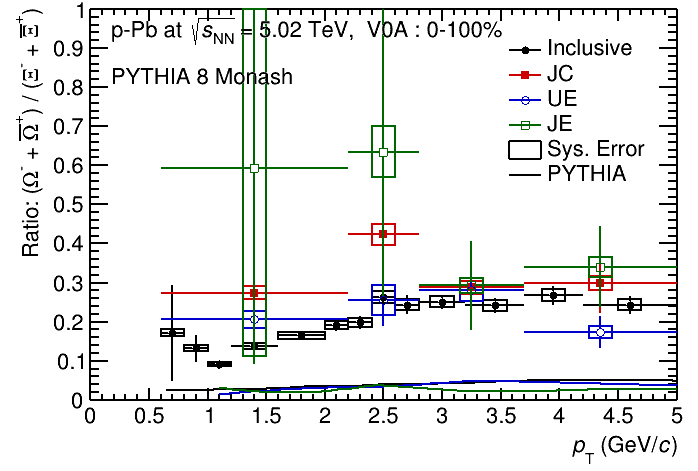 p-Pb at √sNN = 5.02 TeV, V0A : 0-100%
PYTHIA 8 Monash
Inclusive
JC
UE
JE
Sys. Error
PYTHIA
Ratio: (Ω⁻ + Ω̅⁺) / (Ξ⁻ + Ξ̅⁺)
1
0.9
0.8
0.7
0.6
0.5
0.4
0.3
0.2
0.1
0
0 0.5 1 1.5 2 2.5 3 3.5 4 4.5 5
pT (GeV/c)